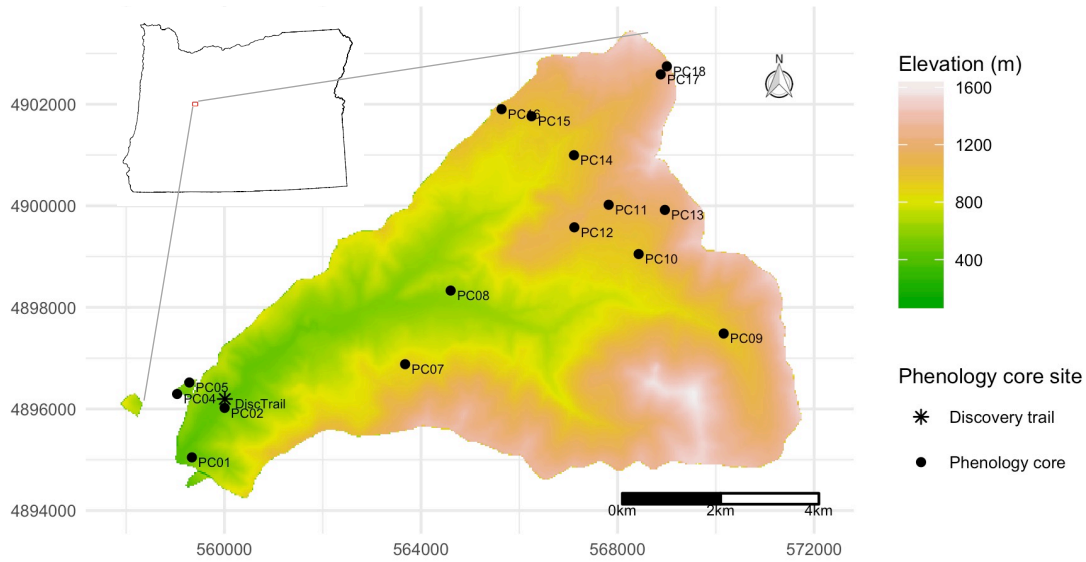 N
Elevation (m)
1600
1200
800
400
PC18
PC17
PC16
PC15
PC14
PC11
PC13
PC12
PC10
PC08
PC09
PC07
PC05
PC04
DiscTrail
PC02
PC01
4902000
4900000
4898000
4896000
4894000
0km
2km
4km
560000
564000
568000
572000
Phenology core site
Discovery trail
Phenology core